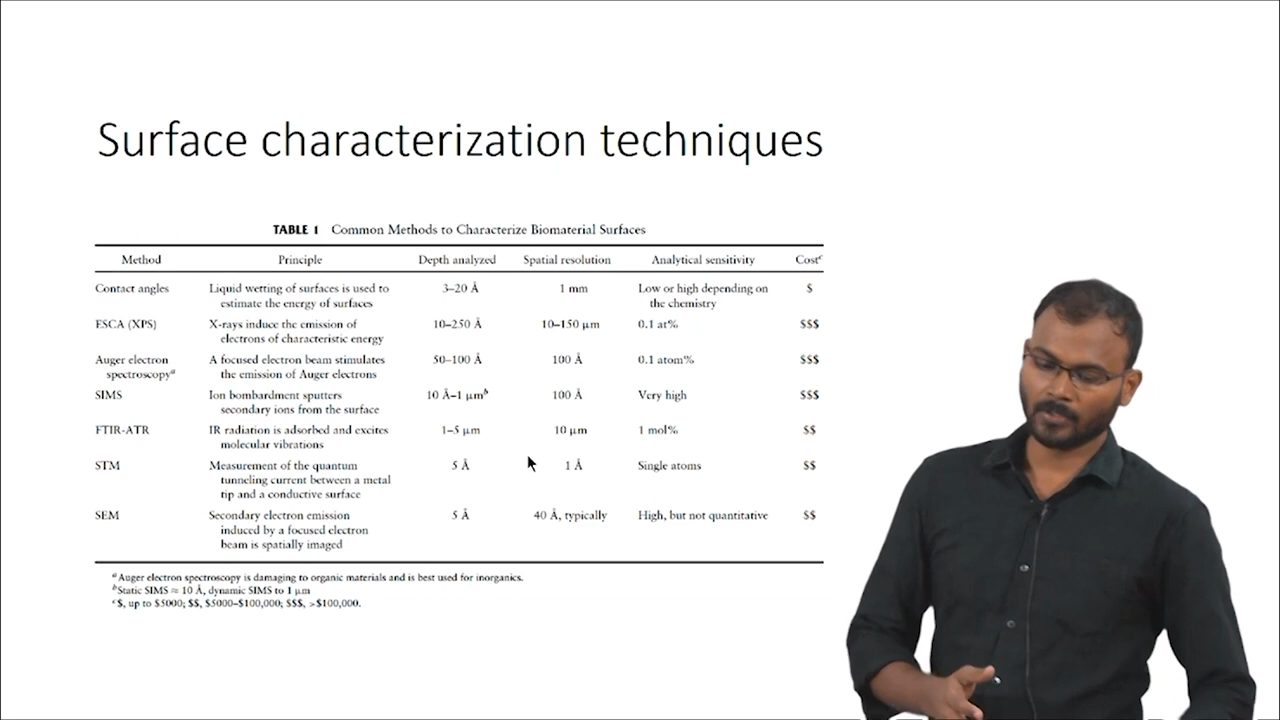 Surface characterization techniques
TABLE 1 Common Methods to Characterize Biomaterial Surfaces
Method Principle Depth analyzed Spatial resolution Analytical sensitivity Costᶜ
Contact angles Liquid wetting of surfaces is used to 3–20 Å 1 mm Low or high depending on $
estimate the energy of surfaces the chemistry
ESCA (XPS) X-rays induce the emission of 10–250 Å 10–150 μm 0.1 at% $$$
electrons of characteristic energy
Auger electron A focused electron beam stimulates 50–100 Å 100 Å 0.1 atom% $$$
spectroscopyᵃ the emission of Auger electrons
SIMS Ion bombardment sputters 10 Å–1 μmᵇ 100 Å Very high $$$
secondary ions from the surface
FTIR-ATR IR radiation is adsorbed and excites 1–5 μm 10 μm 1 mol% $$
molecular vibrations
STM Measurement of the quantum 5 Å 1 Å Single atoms $$
tunneling current between a metal
tip and a conductive surface
SEM Secondary electron emission 5 Å 40 Å, typically High, but not quantitative $$
induced by a focused electron
beam is spatially imaged
ᵃAuger electron spectroscopy is damaging to organic materials and is best used for inorganics.
ᵇStatic SIMS ≈ 10 Å, dynamic SIMS to 1 μm
ᶜ$, up to $5000; $$, $5000–$100,000; $$$, >$100,000.